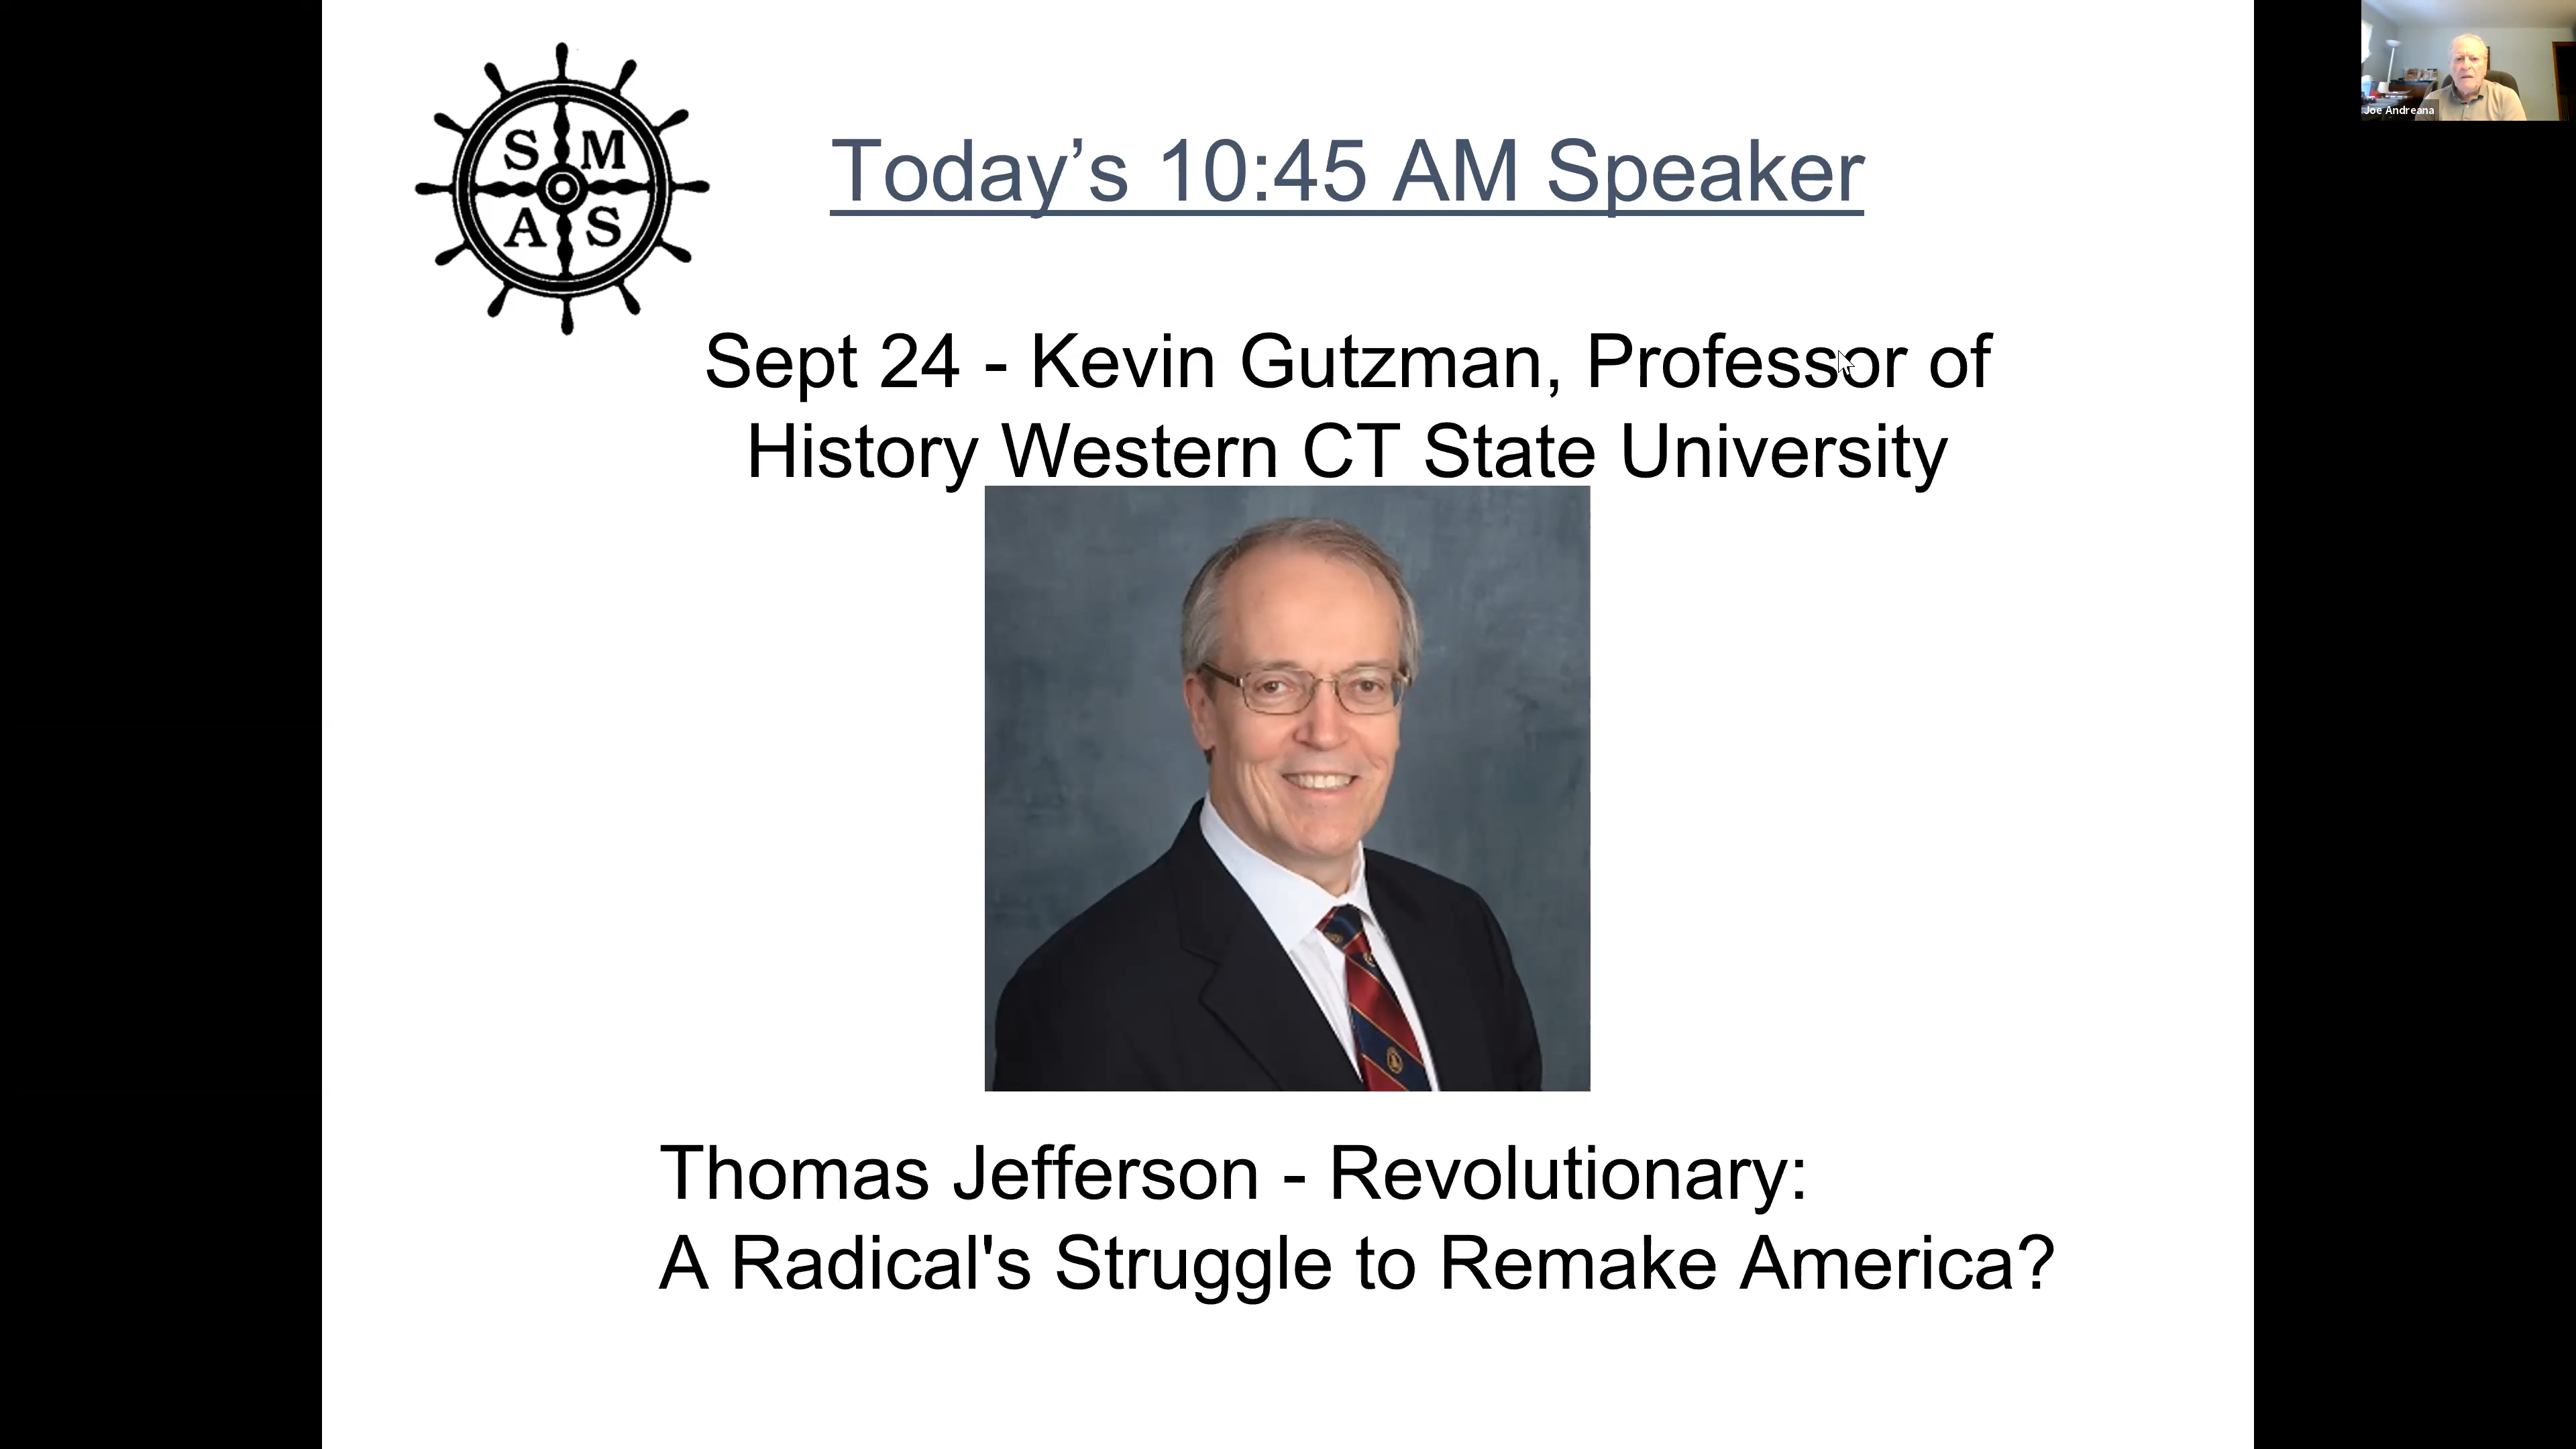 S M
A S
Today’s 10:45 AM Speaker
Sept 24 - Kevin Gutzman, Professor of
History Western CT State University
Thomas Jefferson - Revolutionary:
A Radical's Struggle to Remake America?
Joe Andreana